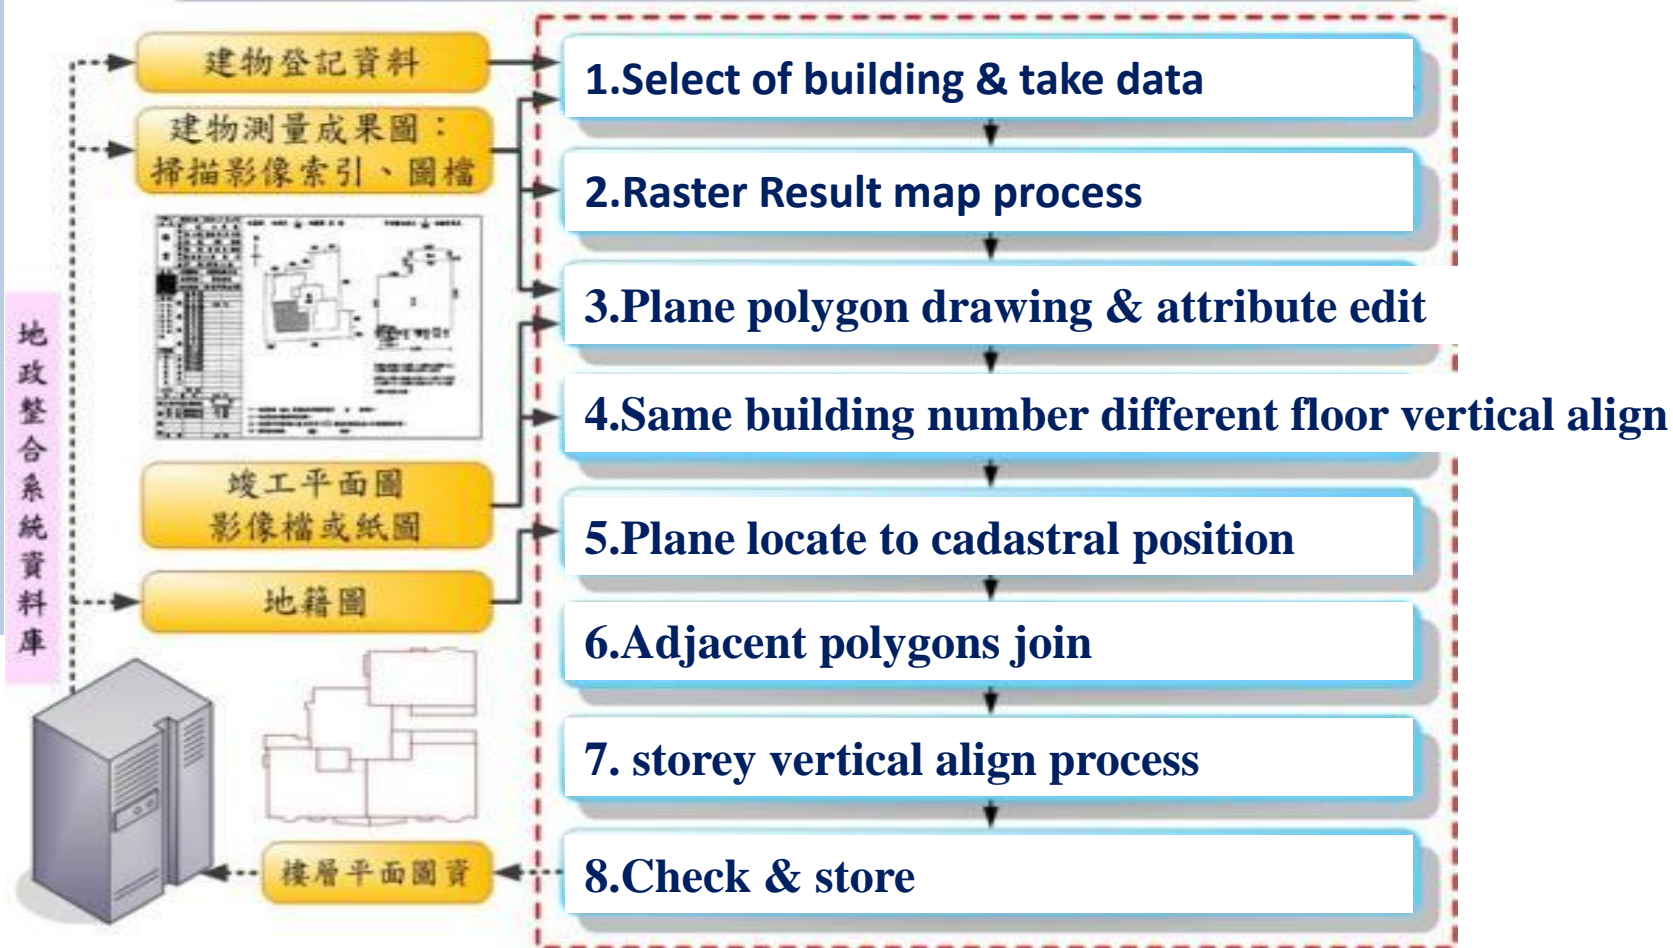 建物登記資料
建物測量成果圖：
掃描影像索引、圖檔
竣工平面圖
影像檔或紙圖
地籍圖
樓層平面圖資
地政整合系統資料庫
1.Select of building & take data
2.Raster Result map process
3.Plane polygon drawing & attribute edit
4.Same building number different floor vertical align
5.Plane locate to cadastral position
6.Adjacent polygons join
7. storey vertical align process
8.Check & store